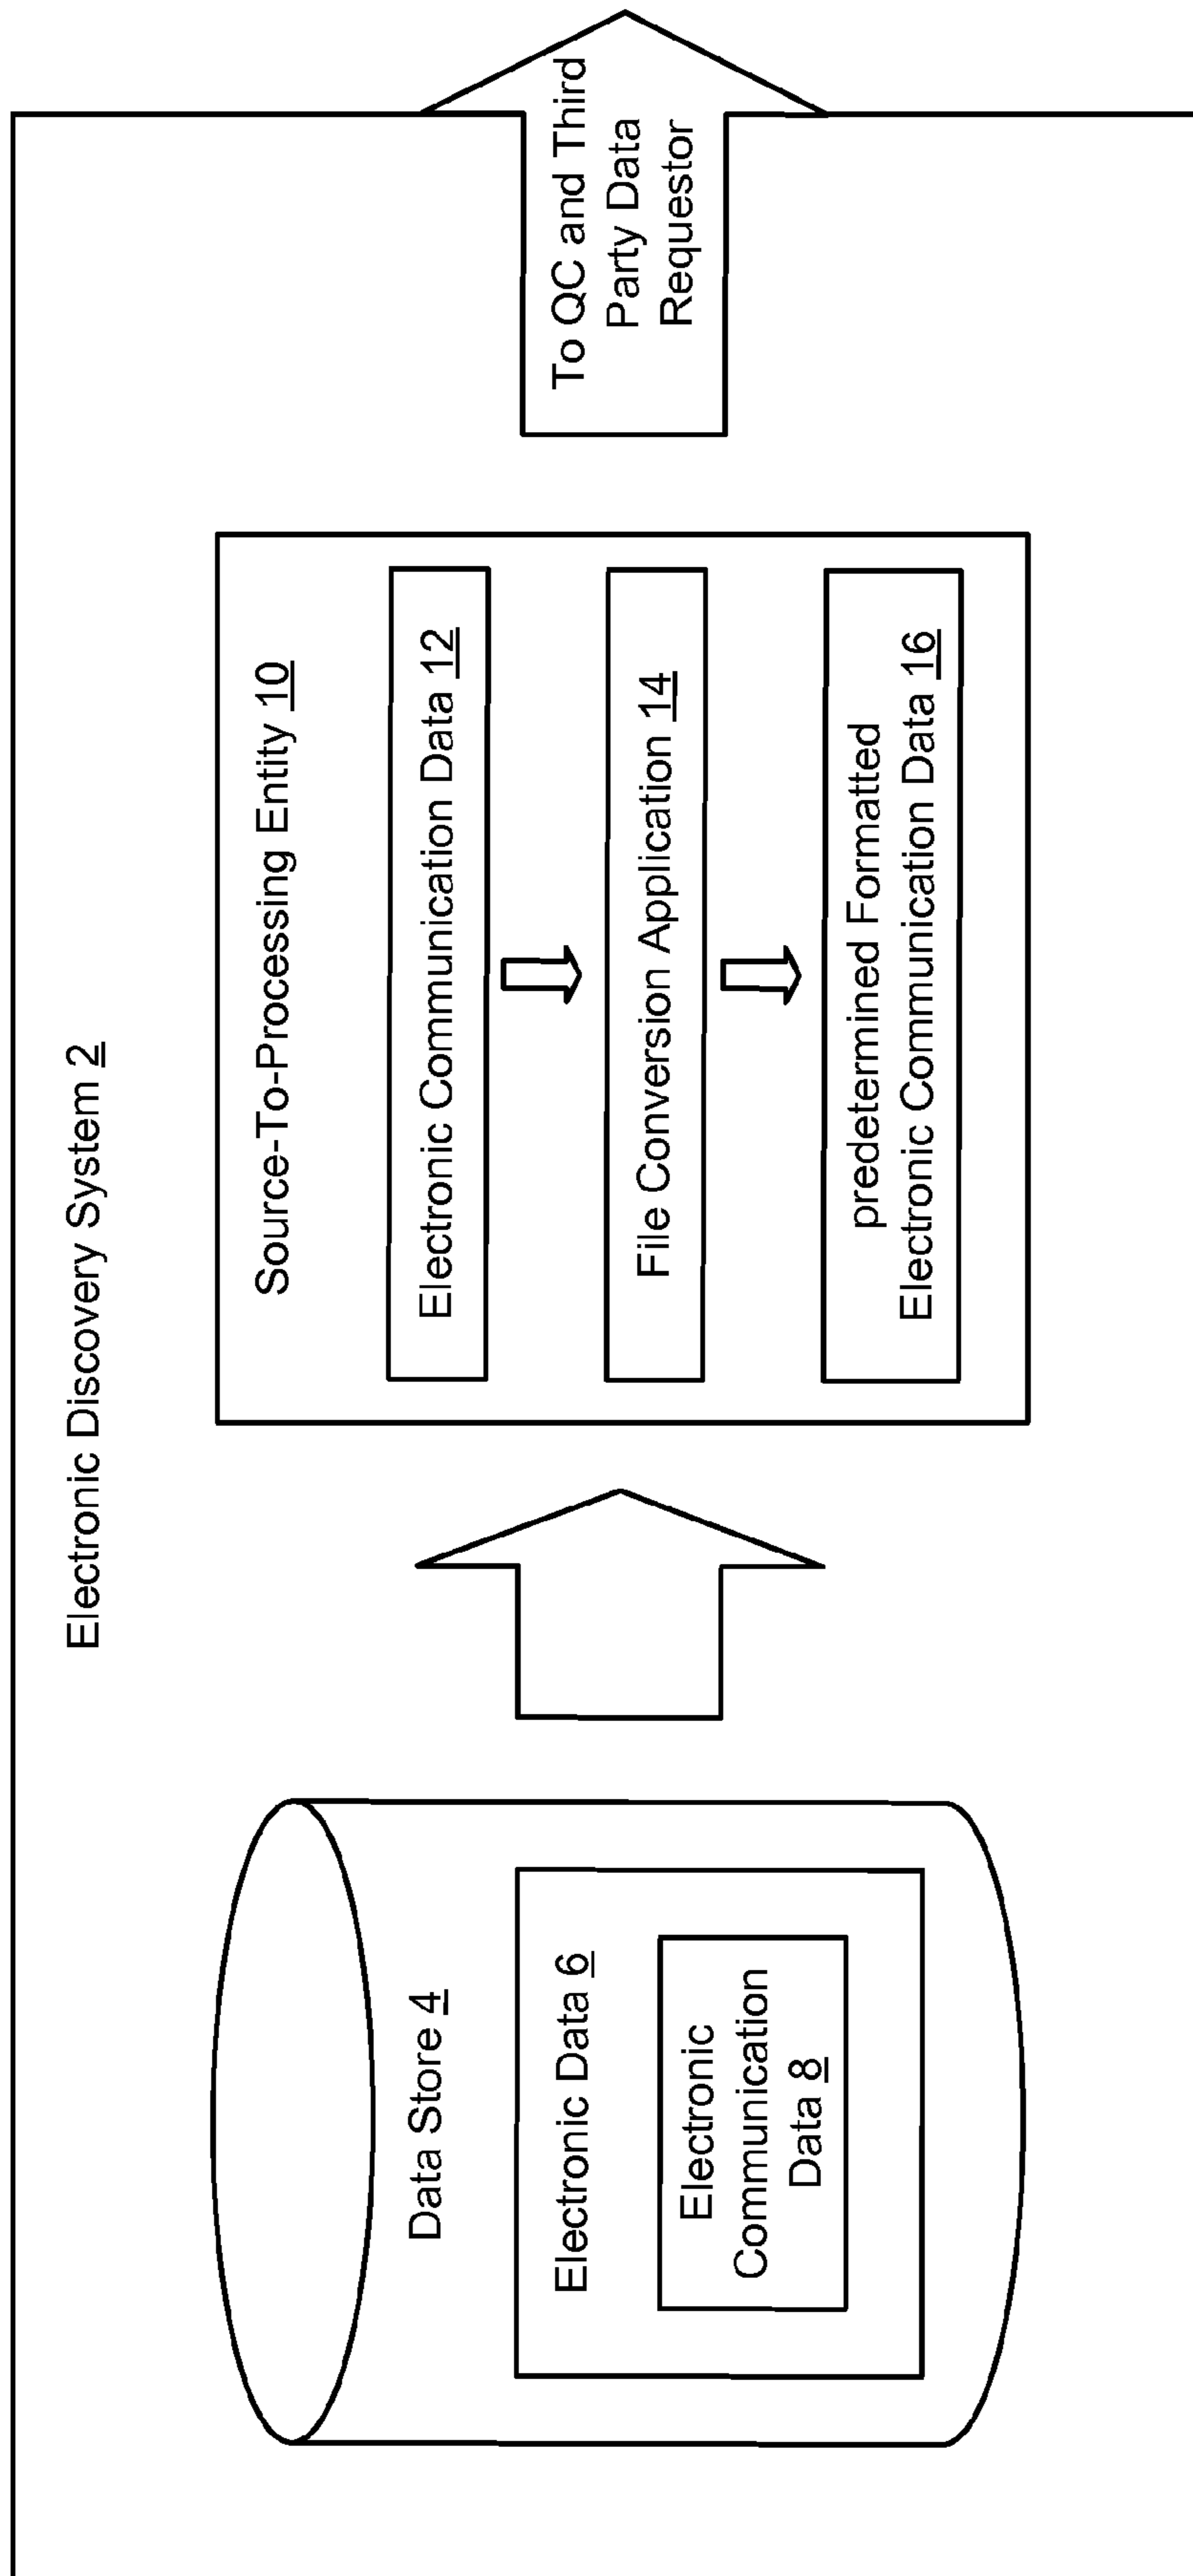 Electronic Discovery System 2
Data Store 4
Electronic Data 6
Electronic
Communication
Data 8
Source-To-Processing Entity 10
Electronic Communication Data 12
File Conversion Application 14
predetermined Formatted
Electronic Communication Data 16
To QC and Third
Party Data
Requestor